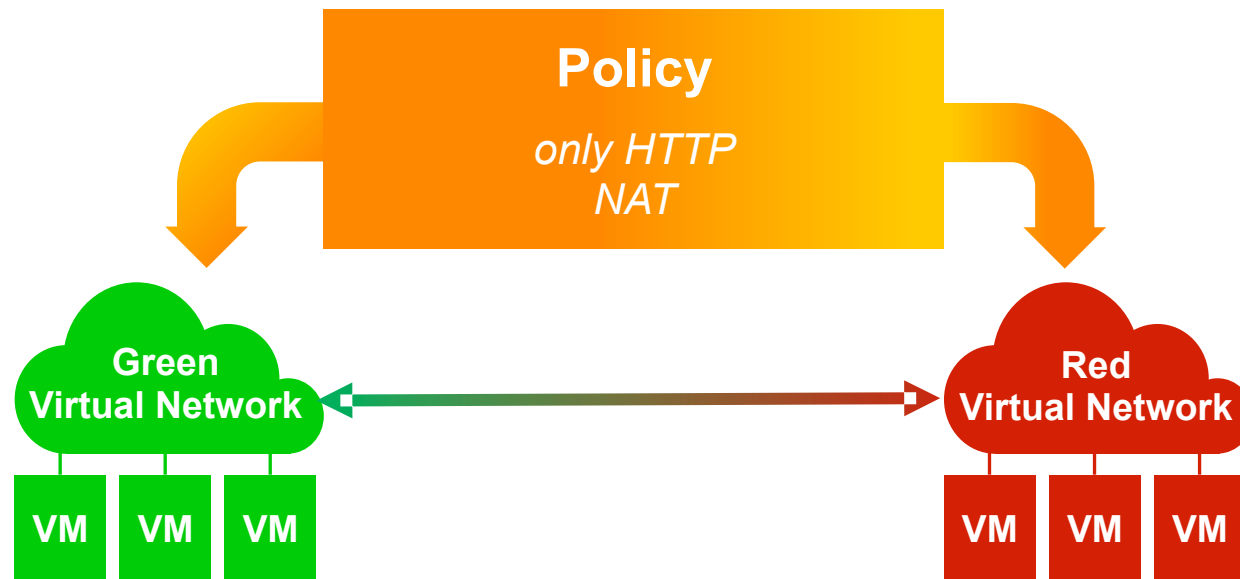 Policy
only HTTP
NAT
Green
Virtual Network
Red
Virtual Network
VM VM VM
VM VM VM